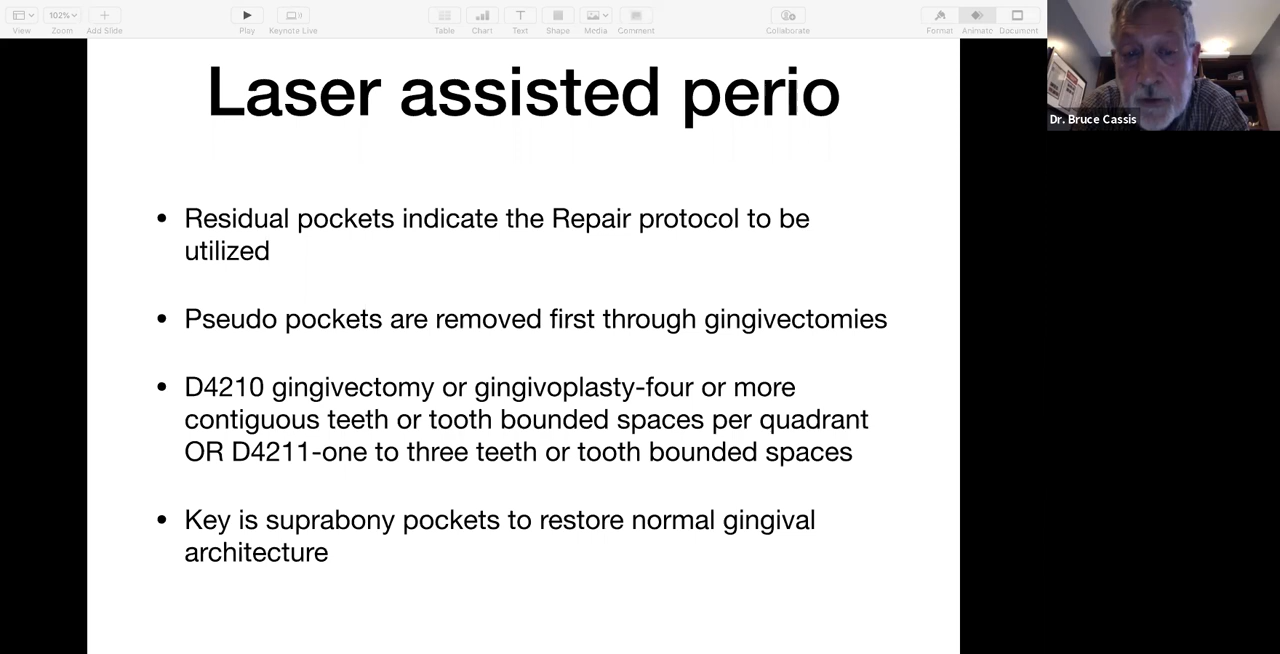 View
102%
Zoom
Add Slide
Play
Keynote Live
Table
Chart
Text
Shape
Media
Comment
Collaborate
Format
Animate
Document
Dr. Bruce Cassis
Laser assisted perio
• Residual pockets indicate the Repair protocol to be
utilized
• Pseudo pockets are removed first through gingivectomies
• D4210 gingivectomy or gingivoplasty-four or more
contiguous teeth or tooth bounded spaces per quadrant
OR D4211-one to three teeth or tooth bounded spaces
• Key is suprabony pockets to restore normal gingival
architecture